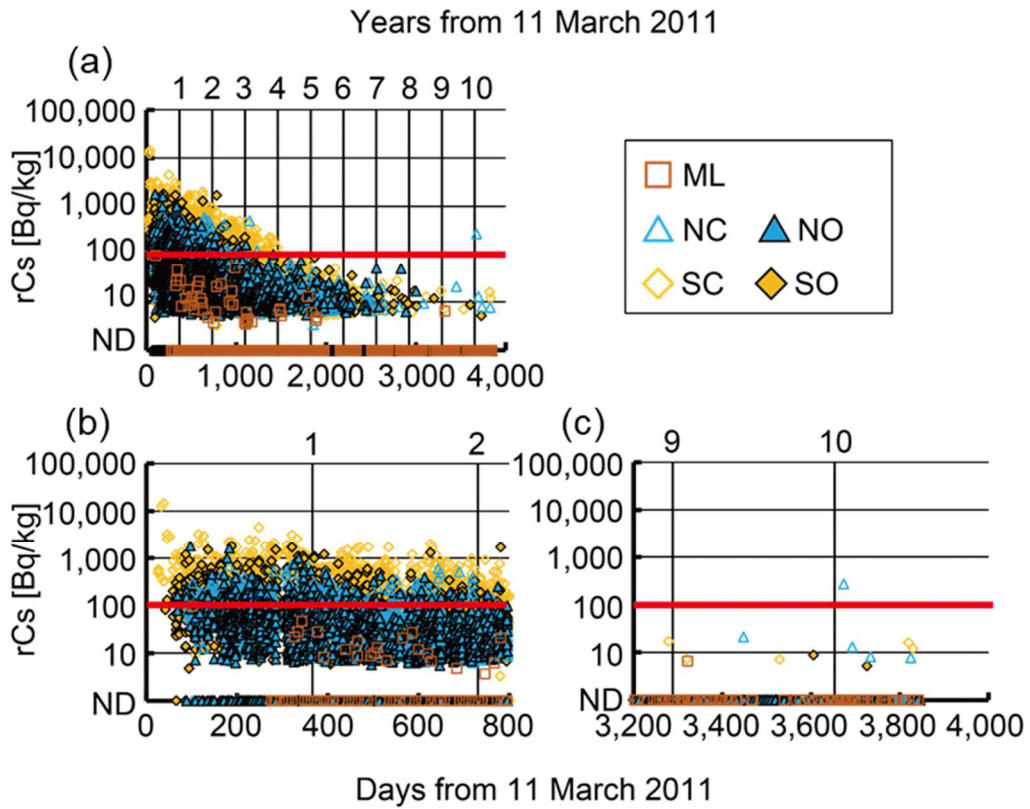 Years from 11 March 2011
(a)
1 2 3 4 5 6 7 8 9 10
100,000
10,000
1,000
100
10
ND
rCs [Bq/kg]
0 1,000 2,000 3,000 4,000
ML
NC NO
SC SO
(b)
1 2
100,000
10,000
1,000
100
10
ND
rCs [Bq/kg]
0 200 400 600 800
(c)
9 10
100,000
10,000
1,000
100
10
ND
3,200 3,400 3,600 3,800 4,000
Days from 11 March 2011